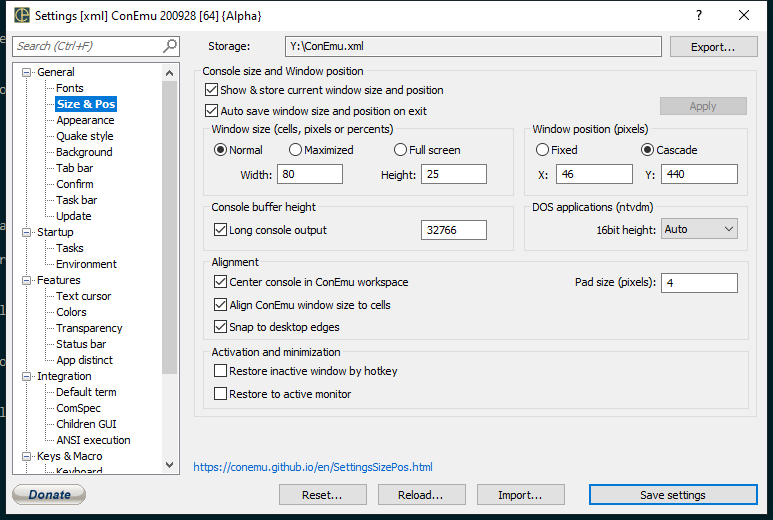 Settings [xml] ConEmu 200928 [64] {Alpha}
Search (Ctrl+F)
Storage: Y:\ConEmu.xml Export...
General
Fonts
Size & Pos
Appearance
Quake style
Background
Tab bar
Confirm
Task bar
Update
Startup
Tasks
Environment
Features
Text cursor
Colors
Transparency
Status bar
App distinct
Integration
Default term
ComSpec
Children GUI
ANSI execution
Keys & Macro
Keyboard
Console size and Window position
Show & store current window size and position
Auto save window size and position on exit
Apply
Window size (cells, pixels or percents)
Normal Maximized Full screen
Width: 80 Height: 25
Window position (pixels)
Fixed Cascade
X: 46 Y: 440
Console buffer height
Long console output 32766
DOS applications (ntvdm)
16bit height: Auto
Alignment
Center console in ConEmu workspace Pad size (pixels): 4
Align ConEmu window size to cells
Snap to desktop edges
Activation and minimization
Restore inactive window by hotkey
Restore to active monitor
https://conemu.github.io/en/SettingsSizePos.html
Donate Reset... Reload... Import... Save settings